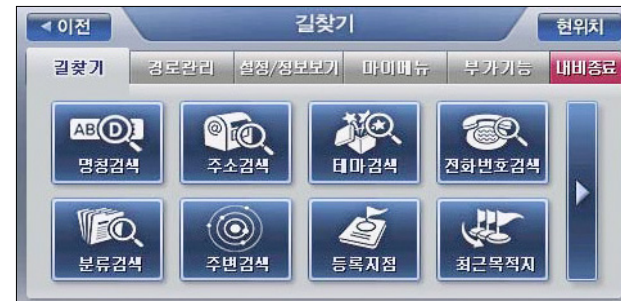 ◀ 이전 길찾기 현위치
길찾기 경로관리 설정/정보보기 마이메뉴 부가기능 내비종료
AB D
명칭검색 주소검색 테마검색 전화번호검색
분류검색 주변검색 등록지점 최근목적지